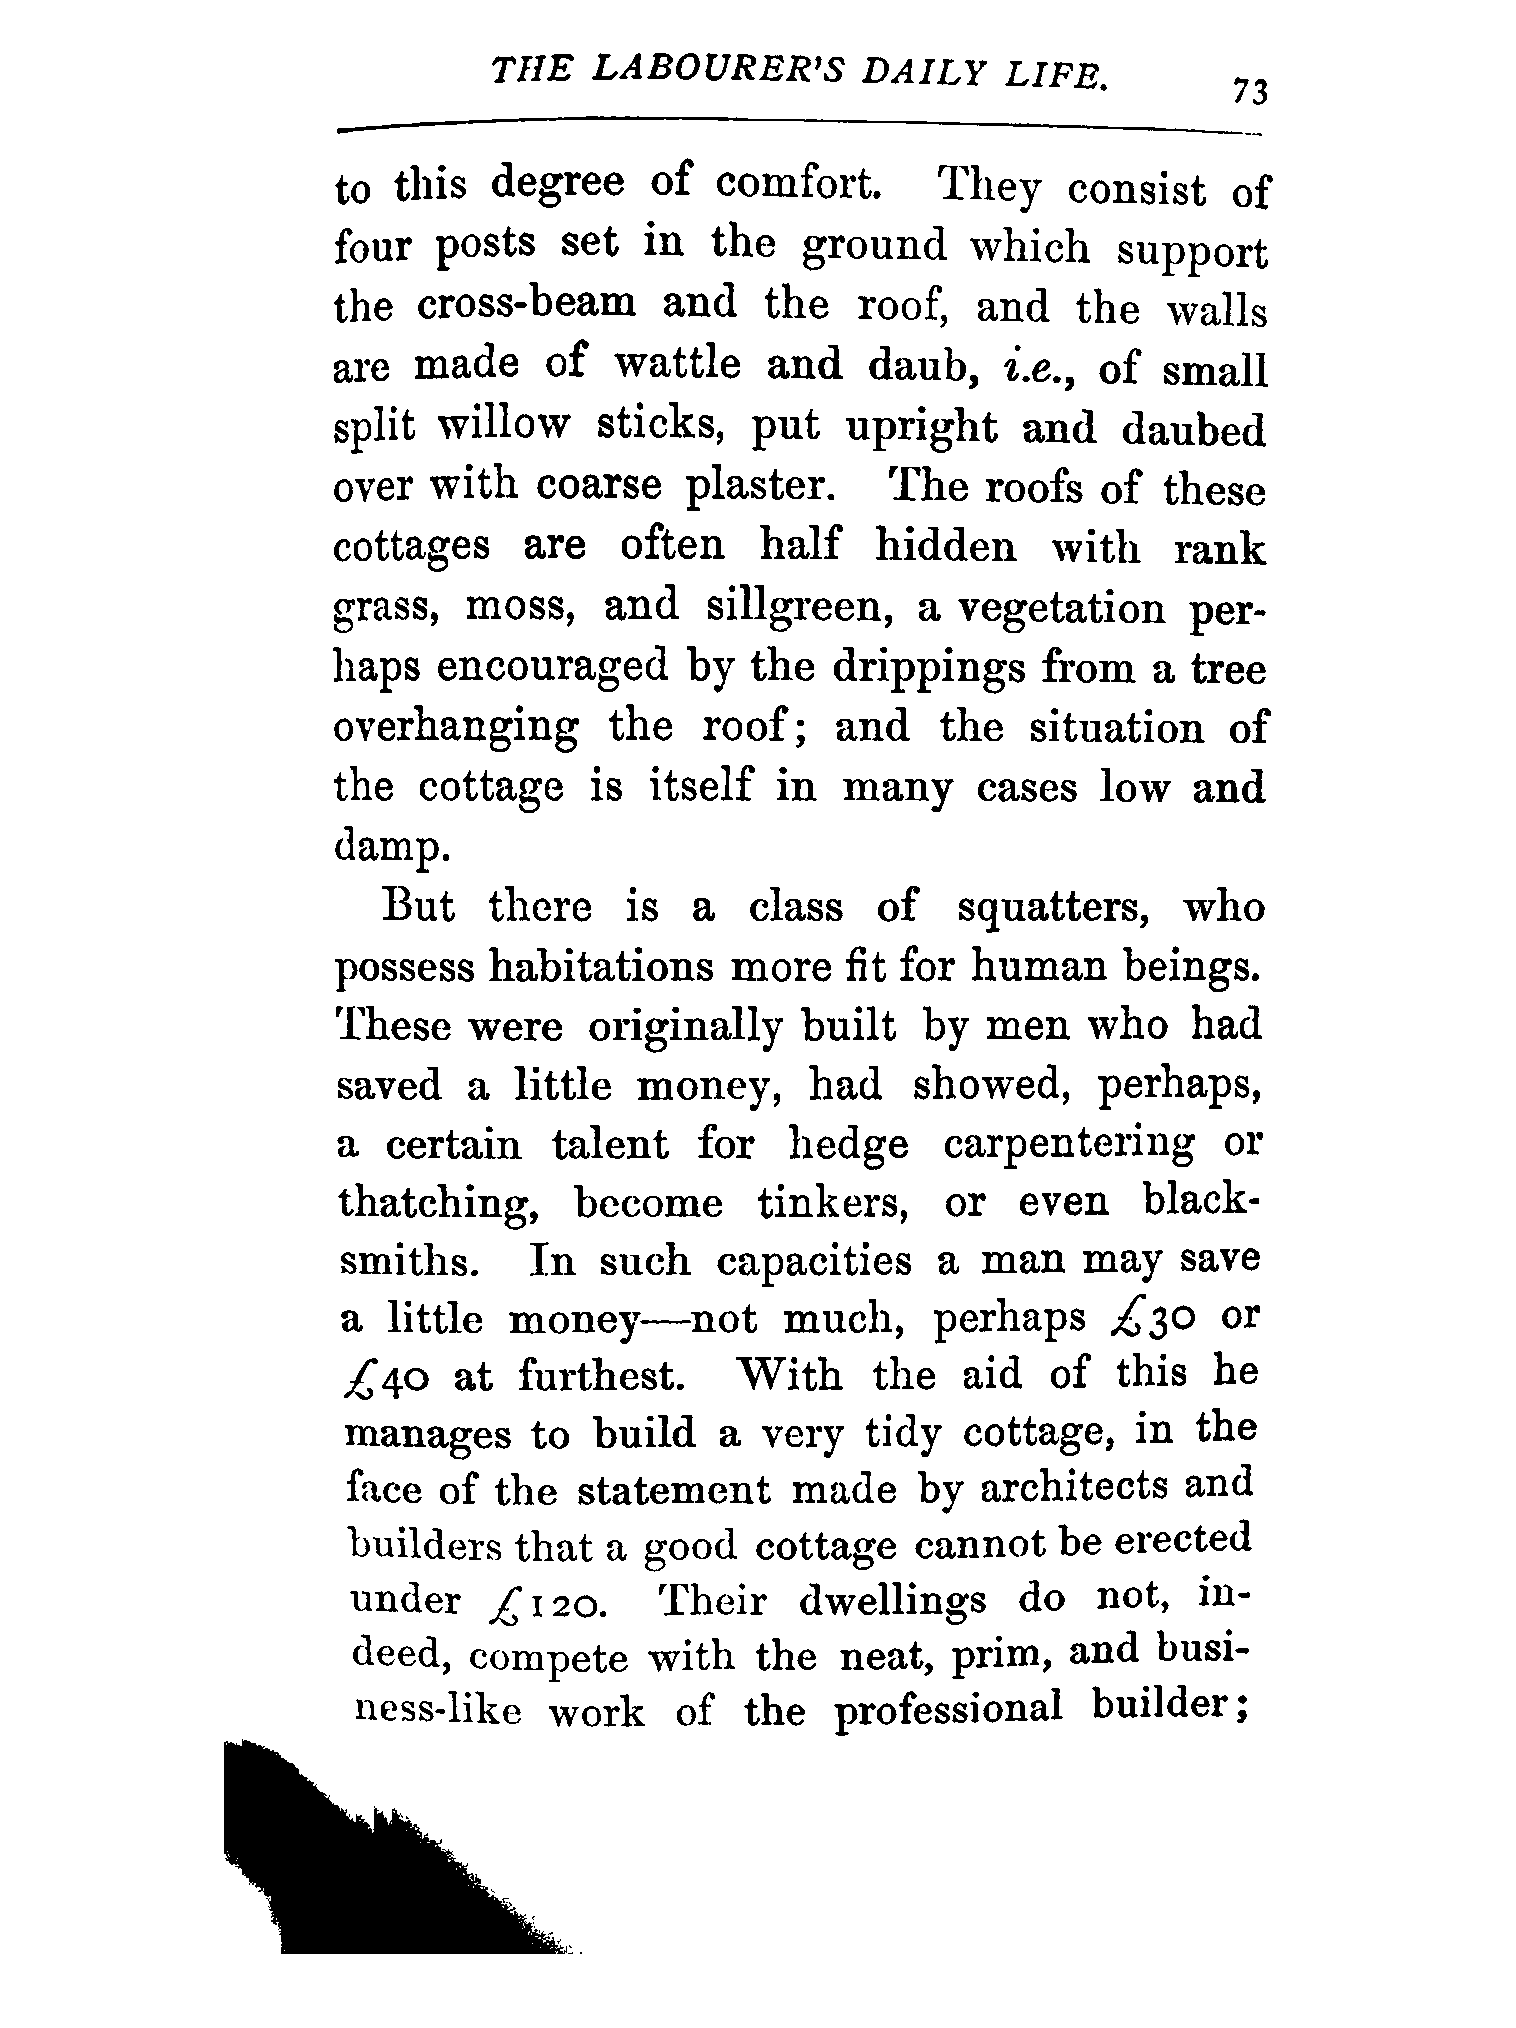 THE LABOURER'S DAILY LIFE. 73
to this degree of comfort. They consist of
four posts set in the ground which support
the cross-beam and the roof, and the walls
are made of wattle and daub, i.e., of small
split willow sticks, put upright and daubed
over with coarse plaster. The roofs of these
cottages are often half hidden with rank
grass, moss, and sillgreen, a vegetation per-
haps encouraged by the drippings from a tree
overhanging the roof; and the situation of
the cottage is itself in many cases low and
damp.
But there is a class of squatters, who
possess habitations more fit for human beings.
These were originally built by men who had
saved a little money, had showed, perhaps,
a certain talent for hedge carpentering or
thatching, become tinkers, or even black-
smiths. In such capacities a man may save
a little money—not much, perhaps £30 or
£40 at furthest. With the aid of this he
manages to build a very tidy cottage, in the
face of the statement made by architects and
builders that a good cottage cannot be erected
under £120. Their dwellings do not, in-
deed, compete with the neat, prim, and busi-
ness-like work of the professional builder;